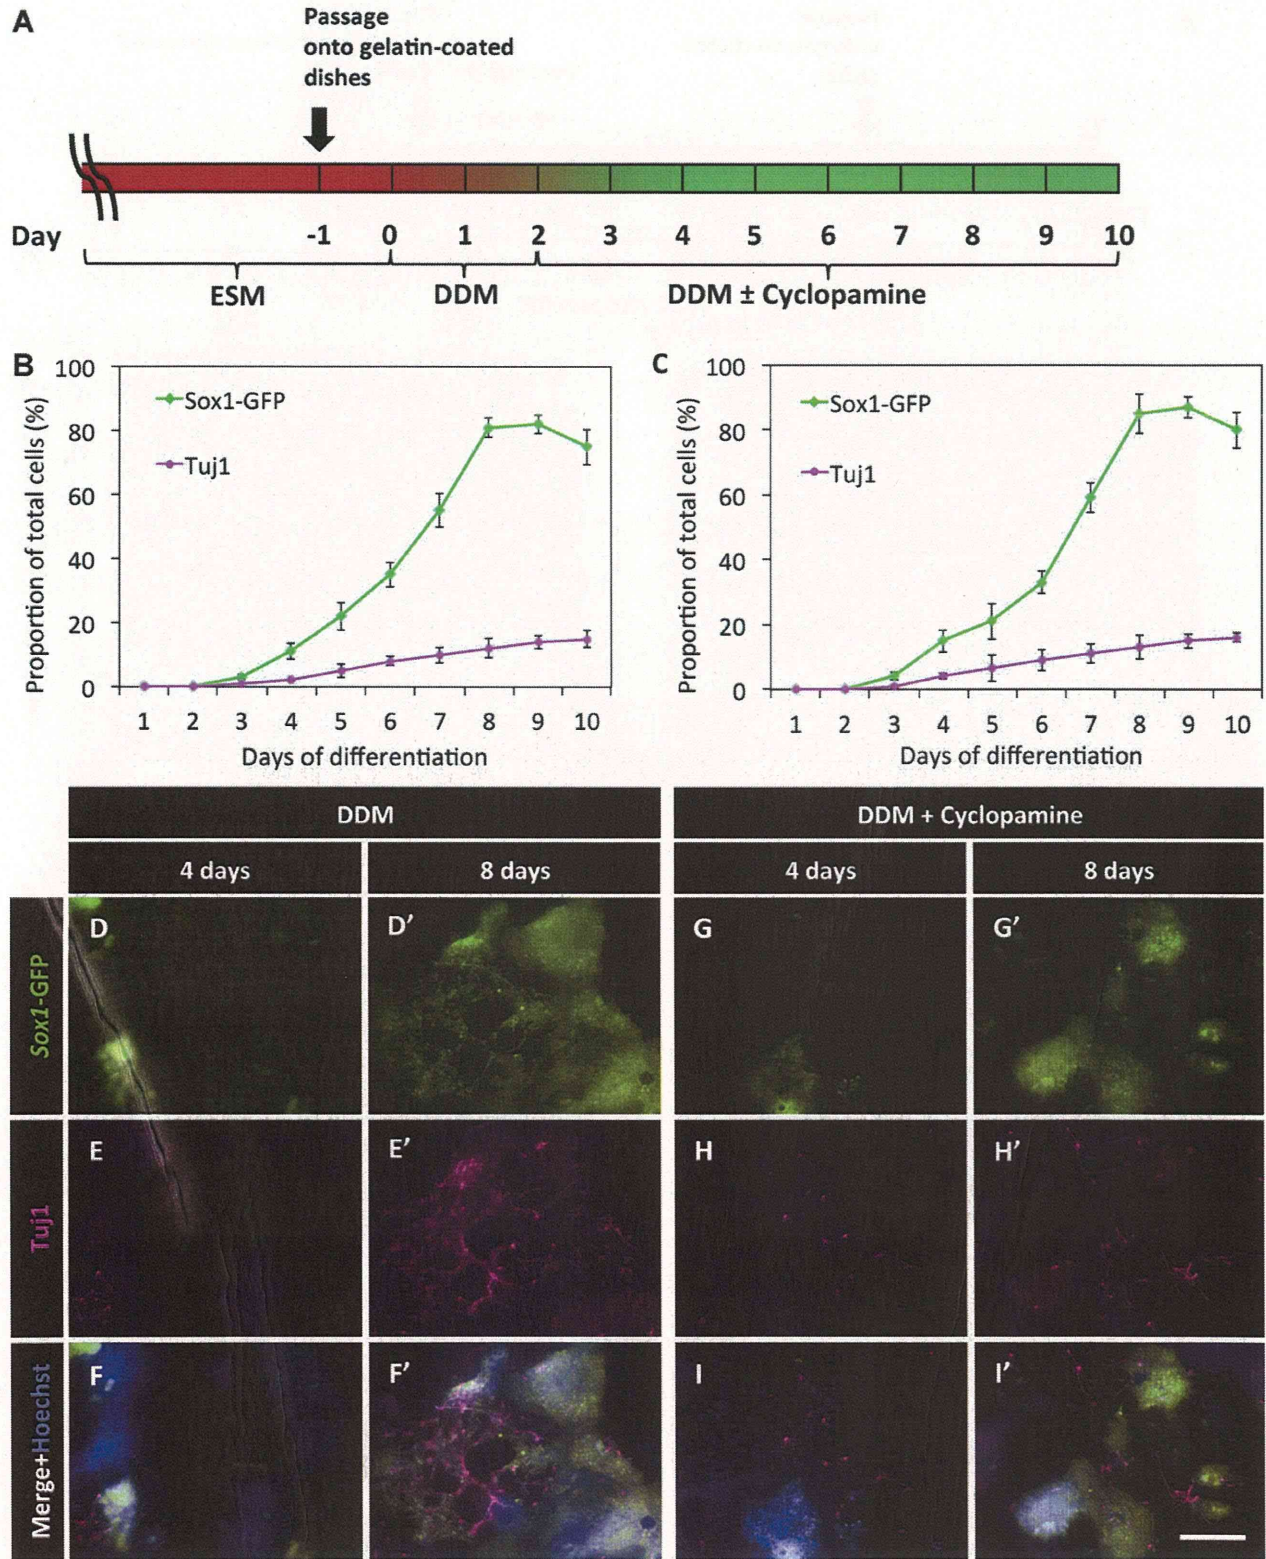 A
Passage
onto gelatin-coated
dishes
Day -1 0 1 2 3 4 5 6 7 8 9 10
ESM DDM DDM ± Cyclopamine
B
Proportion of total cells (%)
100
80
60
40
20
0
Sox1-GFP
Tuj1
1 2 3 4 5 6 7 8 9 10
Days of differentiation
C
Proportion of total cells (%)
100
80
60
40
20
0
Sox1-GFP
Tuj1
1 2 3 4 5 6 7 8 9 10
Days of differentiation
DDM DDM + Cyclopamine
4 days 8 days 4 days 8 days
Sox1-GFP
D D' G G'
Tuj1
E E' H H'
Merge+Hoechst
F F' I I'